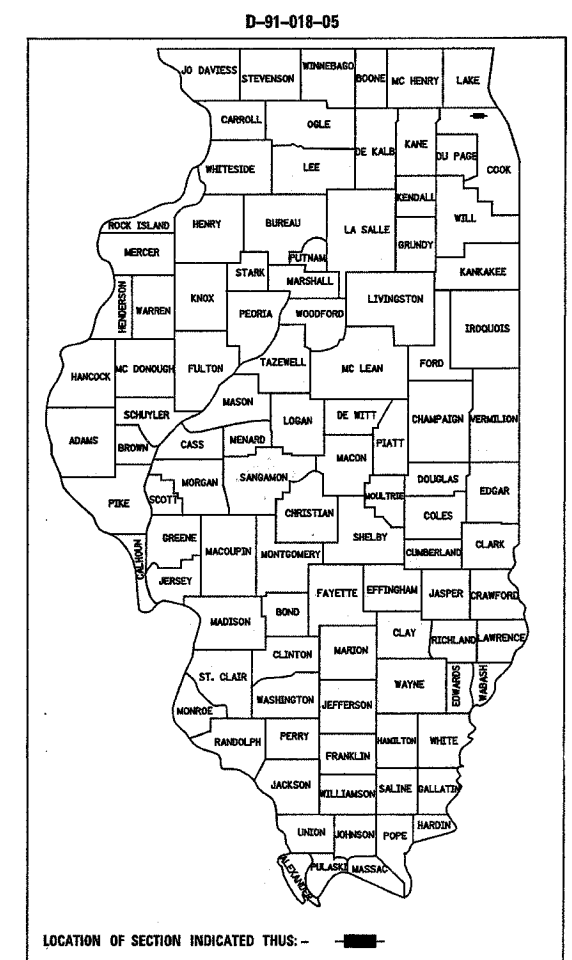 D-91-018-05
JO DAVIESS
STEVENSON
WINNEBAGO
BOONE
MC HENRY
LAKE
CARROLL
OGLE
DE KALB
KANE
DU PAGE
COOK
WHITESIDE
LEE
KENDALL
WILL
ROCK ISLAND
HENRY
BUREAU
LA SALLE
GRUNDY
MERCER
PUTNAM
KANKAKEE
STARK
MARSHALL
HENDERSON
WARREN
KNOX
PEORIA
WOODFORD
LIVINGSTON
IROQUOIS
HANCOCK
MC DONOUGH
FULTON
TAZEWELL
MC LEAN
FORD
MASON
SCHUYLER
LOGAN
DE WITT
CHAMPAIGN
VERMILION
ADAMS
BROWN
CASS
MENARD
MACON
PIATT
PIKE
SCOTT
MORGAN
SANGAMON
MOULTRIE
DOUGLAS
EDGAR
CHRISTIAN
COLES
SHELBY
CALHOUN
GREENE
MACOUPIN
MONTGOMERY
CUMBERLAND
CLARK
JERSEY
FAYETTE
EFFINGHAM
JASPER
CRAWFORD
MADISON
BOND
CLAY
RICHLAND
LAWRENCE
CLINTON
MARION
ST. CLAIR
WAYNE
EDWARDS
WABASH
WASHINGTON
JEFFERSON
MONROE
RANDOLPH
PERRY
HAMILTON
WHITE
FRANKLIN
JACKSON
WILLIAMSON
SALINE
GALLATIN
UNION
JOHNSON
POPE
HARDIN
ALEXANDER
PULASKI
MASSAC
LOCATION OF SECTION INDICATED THUS: -